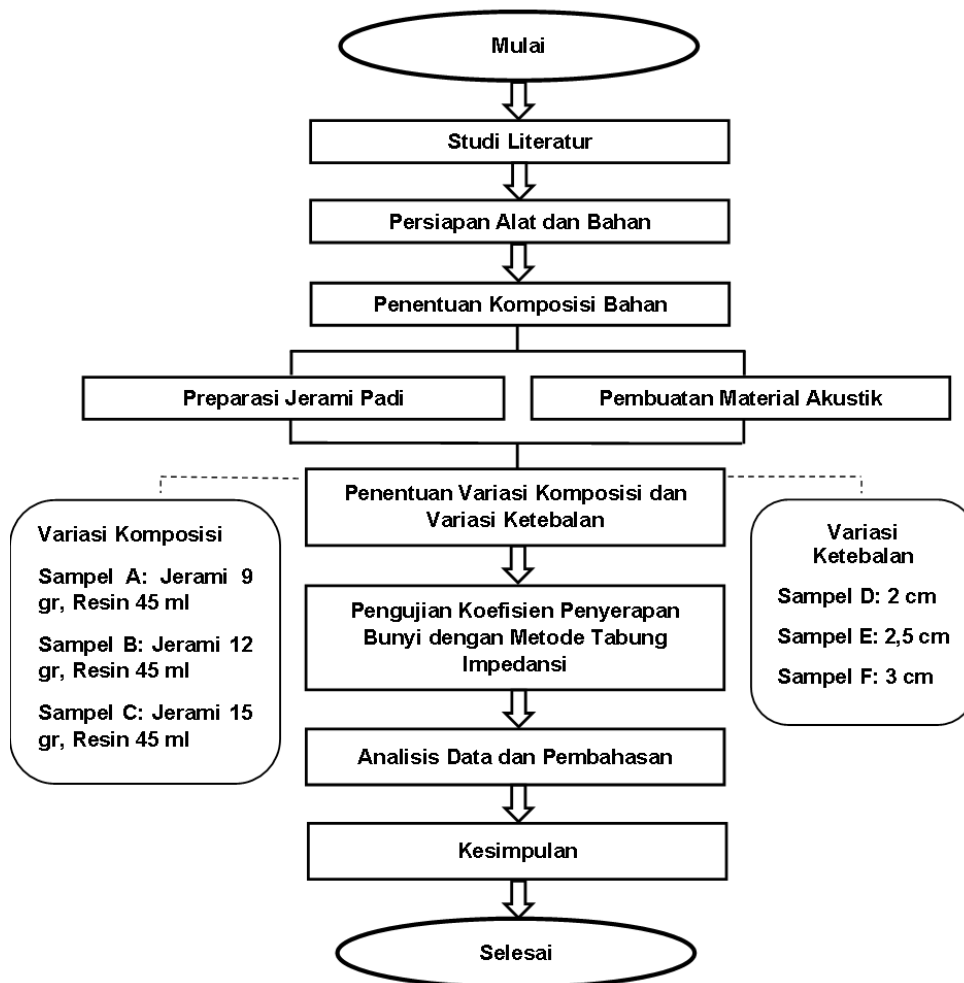 Mulai
Studi Literatur
Persiapan Alat dan Bahan
Penentuan Komposisi Bahan
Preparasi Jerami Padi
Pembuatan Material Akustik
Penentuan Variasi Komposisi dan
Variasi Ketebalan
Variasi Komposisi
Sampel A: Jerami 9
gr, Resin 45 ml
Sampel B: Jerami 12
gr, Resin 45 ml
Sampel C: Jerami 15
gr, Resin 45 ml
Variasi
Ketebalan
Sampel D: 2 cm
Sampel E: 2,5 cm
Sampel F: 3 cm
Pengujian Koefisien Penyerapan
Bunyi dengan Metode Tabung
Impedansi
Analisis Data dan Pembahasan
Kesimpulan
Selesai